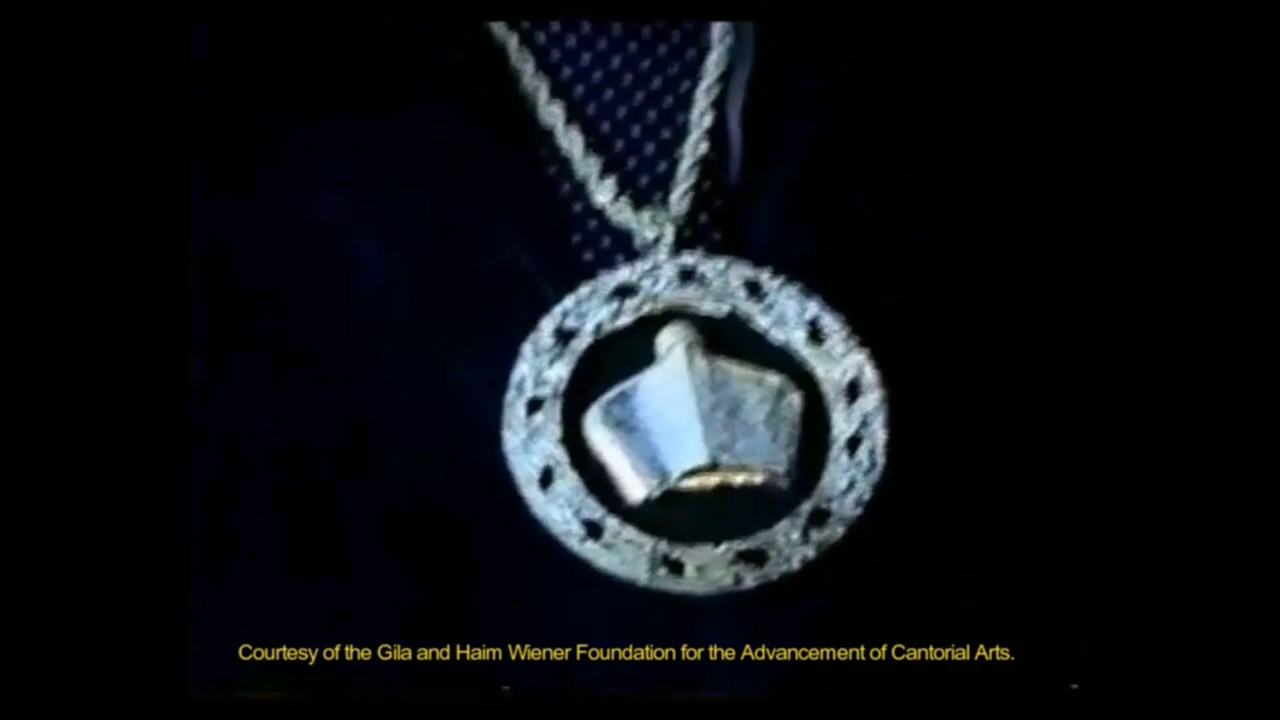 Courtesy of the Gila and Haim Wiener Foundation for the Advancement of Cantorial Arts.